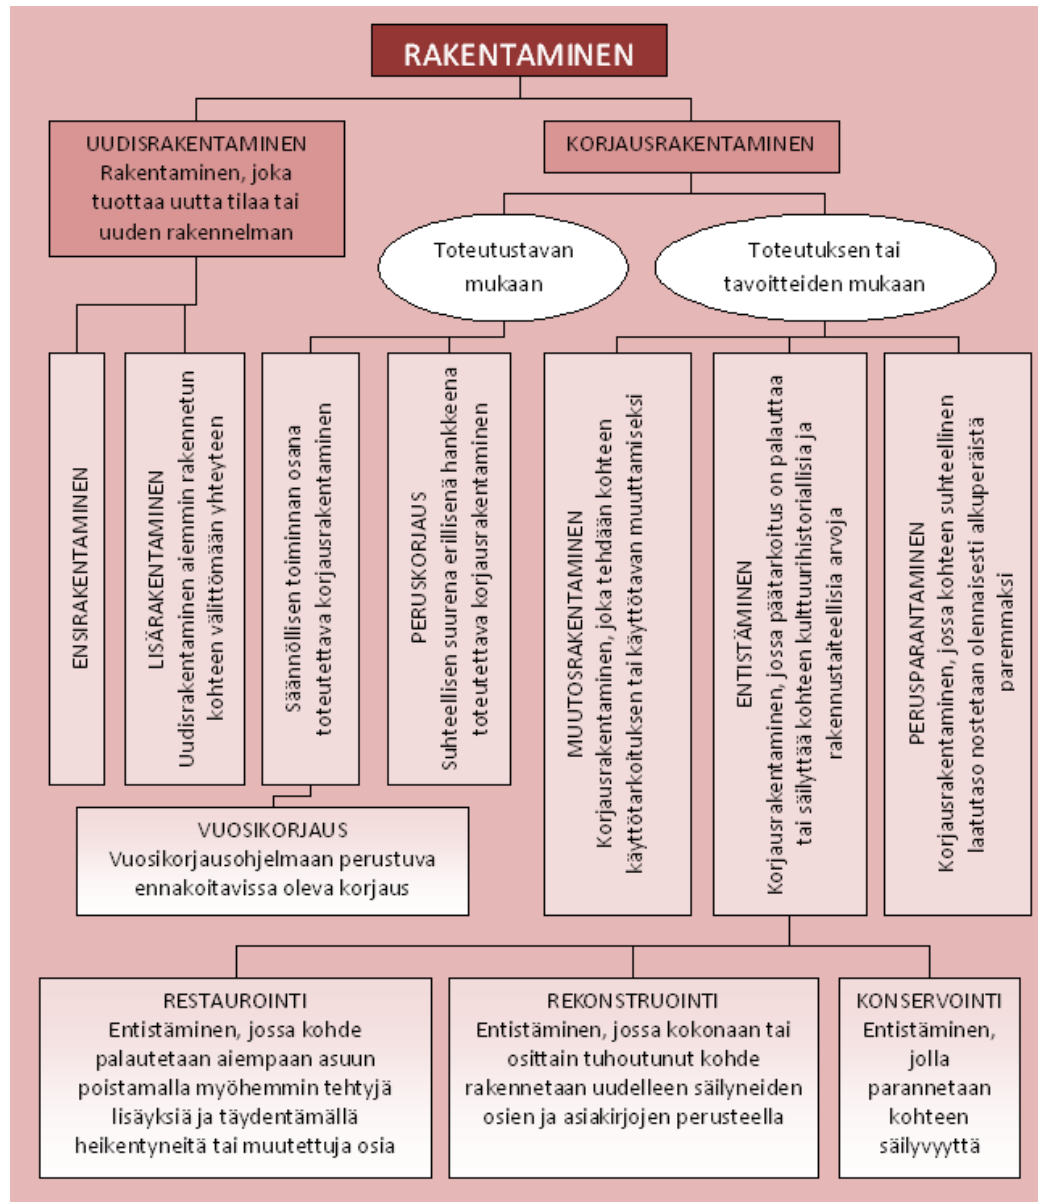 RAKENTAMINEN
UUDISRAKENTAMINEN
Rakentaminen, joka
tuottaa uutta tilaa tai
uuden rakennelman
KORJAUSRAKENTAMINEN
Toteutustavan
mukaan
Toteutuksen tai
tavoitteiden mukaan
ENSIRAKENTAMINEN
LISÄRAKENTAMINEN
Uudisrakentaminen aiemmin rakennetun
kohteen välittömään yhteyteen
Säännöllisen toiminnan osana
toteutettava korjausrakentaminen
PERUSKORJAUS
Suhteellisen suurena erillisenä hankkeena
toteutettava korjausrakentaminen
MUUTOSRAKENTAMINEN
Korjausrakentaminen, joka tehdään kohteen
käyttötarkoituksen tai käyttötavan muuttamiseksi
ENTISTÄMINEN
Korjausrakentaminen, jossa päätarkoitus on palauttaa
tai säilyttää kohteen kulttuurihistoriallisia ja
rakennustaiteellisia arvoja
PERUSPARANTAMINEN
Korjausrakentaminen, jossa kohteen suhteellinen
laatutaso nostetaan olennaisesti alkuperäistä
paremmaksi
VUOSIKORJAUS
Vuosikorjausohjelmaan perustuva
ennakoitavissa oleva korjaus
RESTAUROINTI
Entistäminen, jossa kohde
palautetaan aiempaan asuun
poistamalla myöhemmin tehtyjä
lisäyksiä ja täydentämällä
heikentyneitä tai muutettuja osia
REKONSTRUOINTI
Entistäminen, jossa kokonaan tai
osittain tuhoutunut kohde
rakennetaan uudelleen säilyneiden
osien ja asiakirjojen perusteella
KONSERVOINTI
Entistäminen,
jolla
parannetaan
kohteen
säilyvyyttä